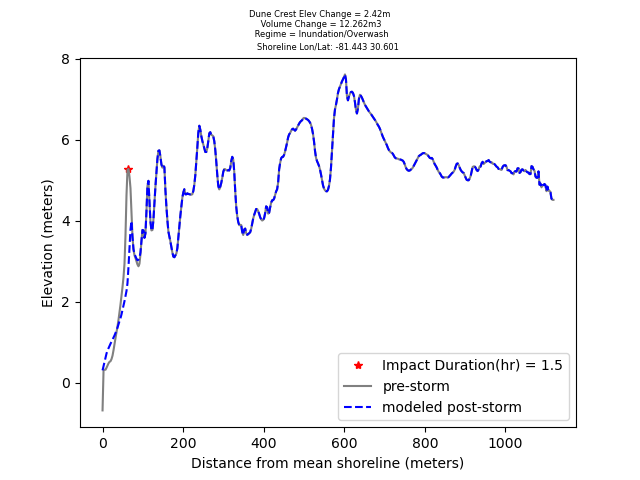 Dune Crest Elev Change = 2.42m
Volume Change = 12.262m3
Regime = Inundation/Overwash
Shoreline Lon/Lat: -81.443 30.601
8
6
4
2
0
Elevation (meters)
Impact Duration(hr) = 1.5
pre-storm
modeled post-storm
0 200 400 600 800 1000
Distance from mean shoreline (meters)